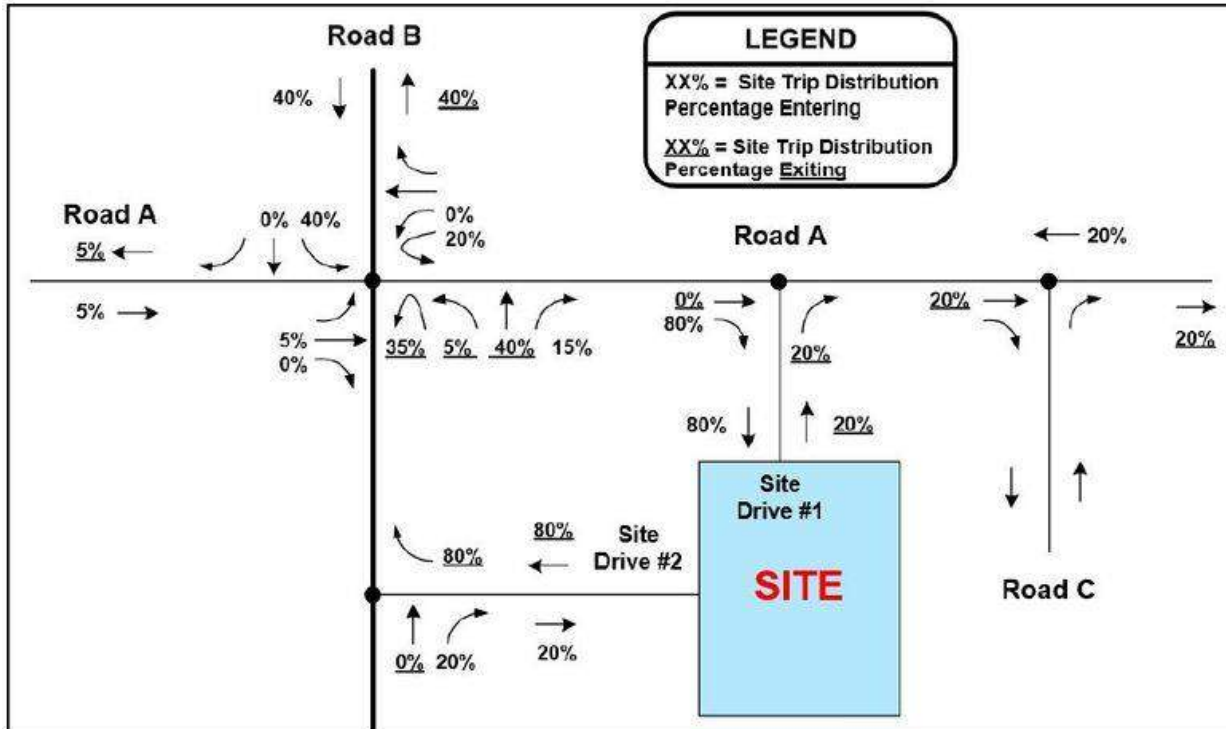 Road B
LEGEND
XX% = Site Trip Distribution
Percentage Entering
XX% = Site Trip Distribution
Percentage Exiting
40%
40%
Road A
0% 40%
5%
0%
20%
Road A
20%
5%
5%
0%
35% 5% 40% 15%
0%
80%
20%
20%
20%
80%
20%
Site
Drive #1
80%
Site
Drive #2
80%
SITE
Road C
0% 20%
20%